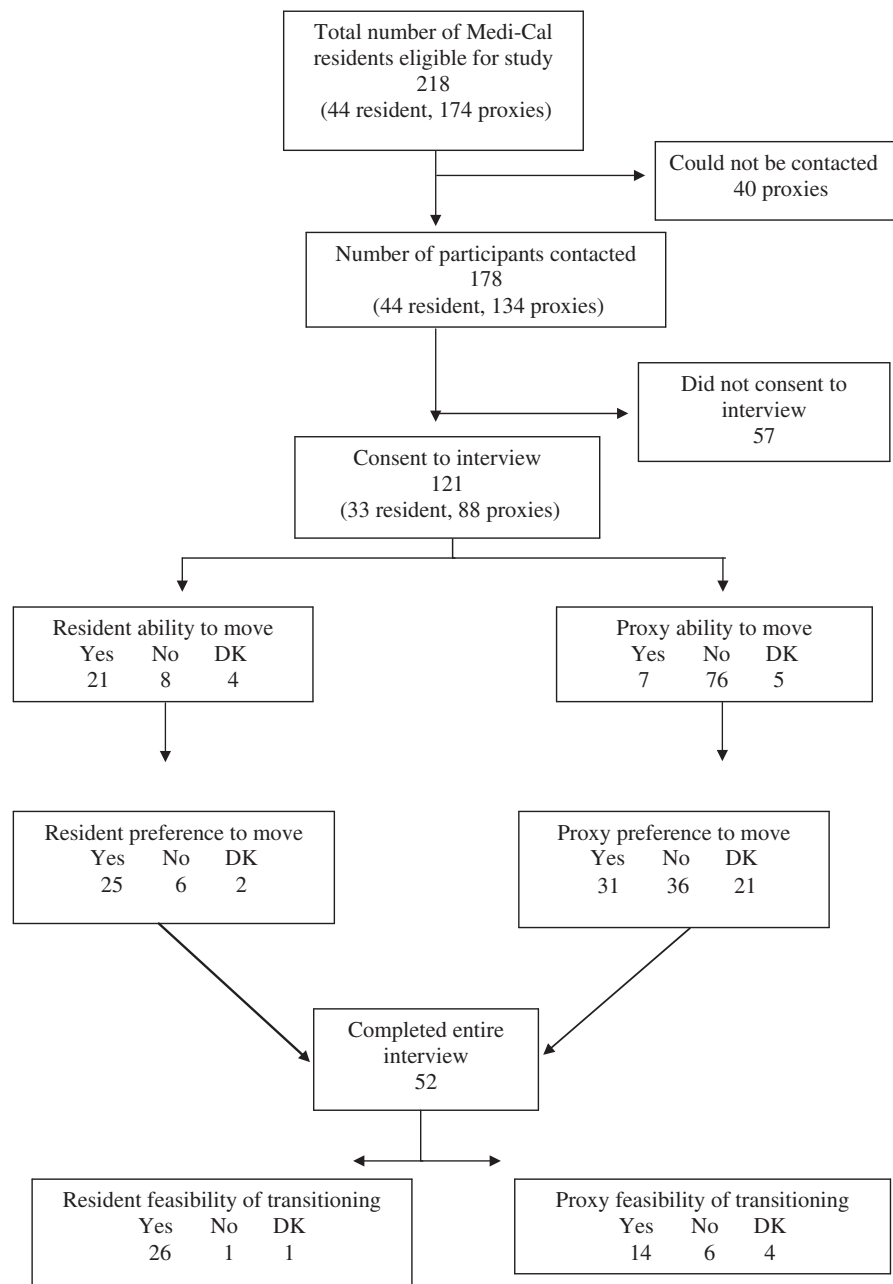 Total number of Medi-Cal
residents eligible for study
218
(44 resident, 174 proxies)
Could not be contacted
40 proxies
Number of participants contacted
178
(44 resident, 134 proxies)
Did not consent to
interview
57
Consent to interview
121
(33 resident, 88 proxies)
Resident ability to move
Yes No DK
21 8 4
Proxy ability to move
Yes No DK
7 76 5
Resident preference to move
Yes No DK
25 6 2
Proxy preference to move
Yes No DK
31 36 21
Completed entire
interview
52
Resident feasibility of transitioning
Yes No DK
26 1 1
Proxy feasibility of transitioning
Yes No DK
14 6 4